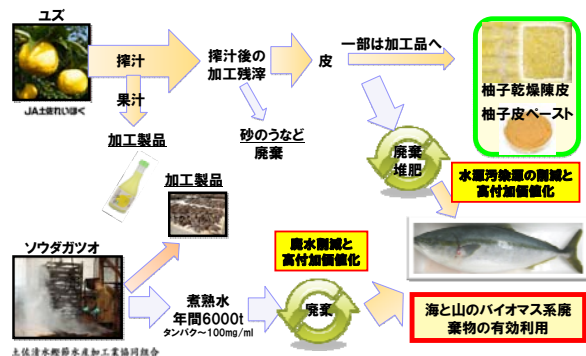 ユズ
JA土佐れいほく
搾汁
果汁
搾汁後の
加工残滓
皮
一部は加工品へ
柚子乾燥陳皮
柚子皮ペースト
砂のうなど
廃棄
加工製品
加工製品
廃棄
堆肥
水源汚染源の削減と
高付加価値化
ソウダガツオ
土佐清水鰹節水産加工業協同組合
煮熟水
年間6000t
タンパク~100mg/ml
廃水削減と
高付加価値化
廃棄
海と山のバイオマス系廃
棄物の有効利用